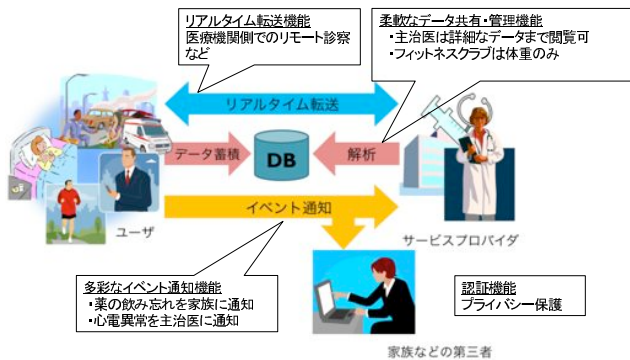 リアルタイム転送機能
医療機関側でのリモート診察
など
柔軟なデータ共有・管理機能
・主治医は詳細なデータまで閲覧可
・フィットネスクラブは体重のみ
リアルタイム転送
データ蓄積
DB
解析
イベント通知
ユーザ
サービスプロバイダ
多彩なイベント通知機能
・薬の飲み忘れを家族に通知
・心電異常を主治医に通知
認証機能
プライバシー保護
家族などの第三者